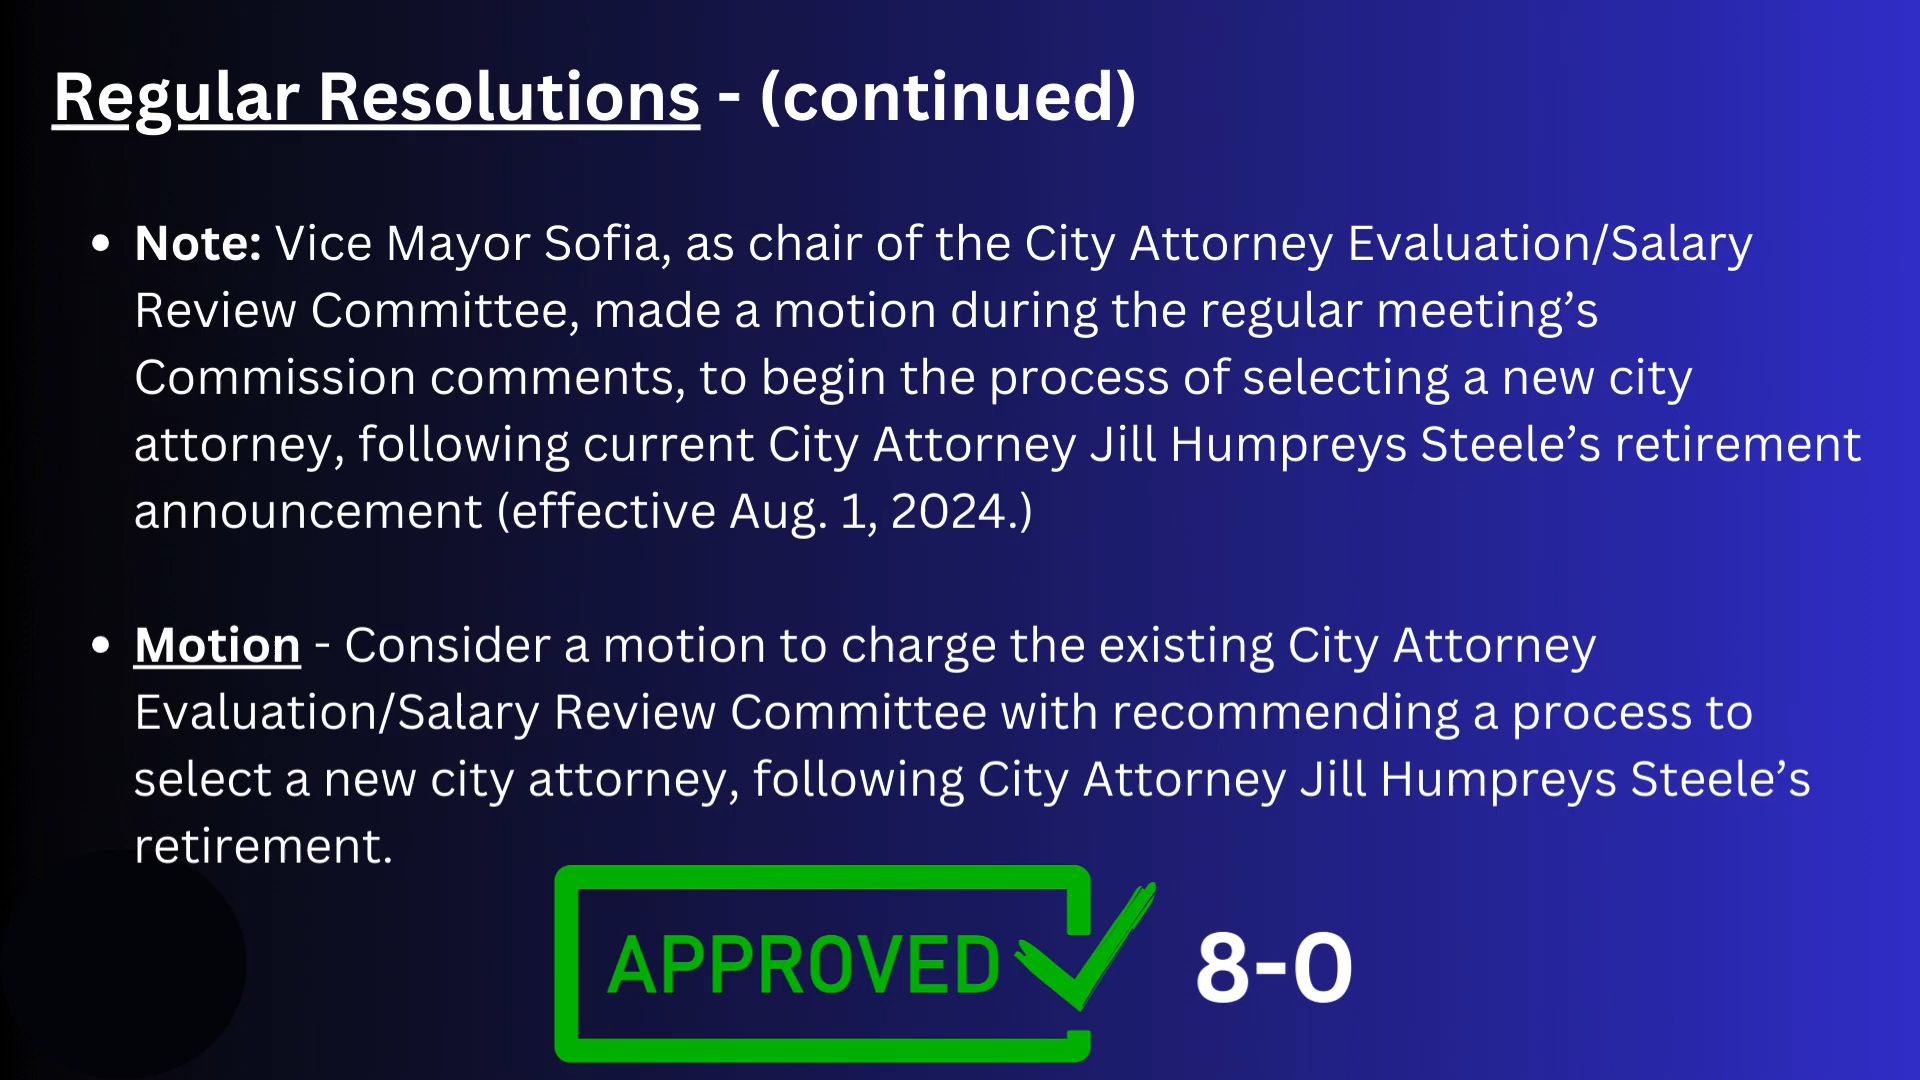 Regular Resolutions - (continued)
• Note: Vice Mayor Sofia, as chair of the City Attorney Evaluation/Salary
Review Committee, made a motion during the regular meeting’s
Commission comments, to begin the process of selecting a new city
attorney, following current City Attorney Jill Humpreys Steele’s retirement
announcement (effective Aug. 1, 2024.)
• Motion - Consider a motion to charge the existing City Attorney
Evaluation/Salary Review Committee with recommending a process to
select a new city attorney, following City Attorney Jill Humpreys Steele’s
retirement.
APPROVED 8-0